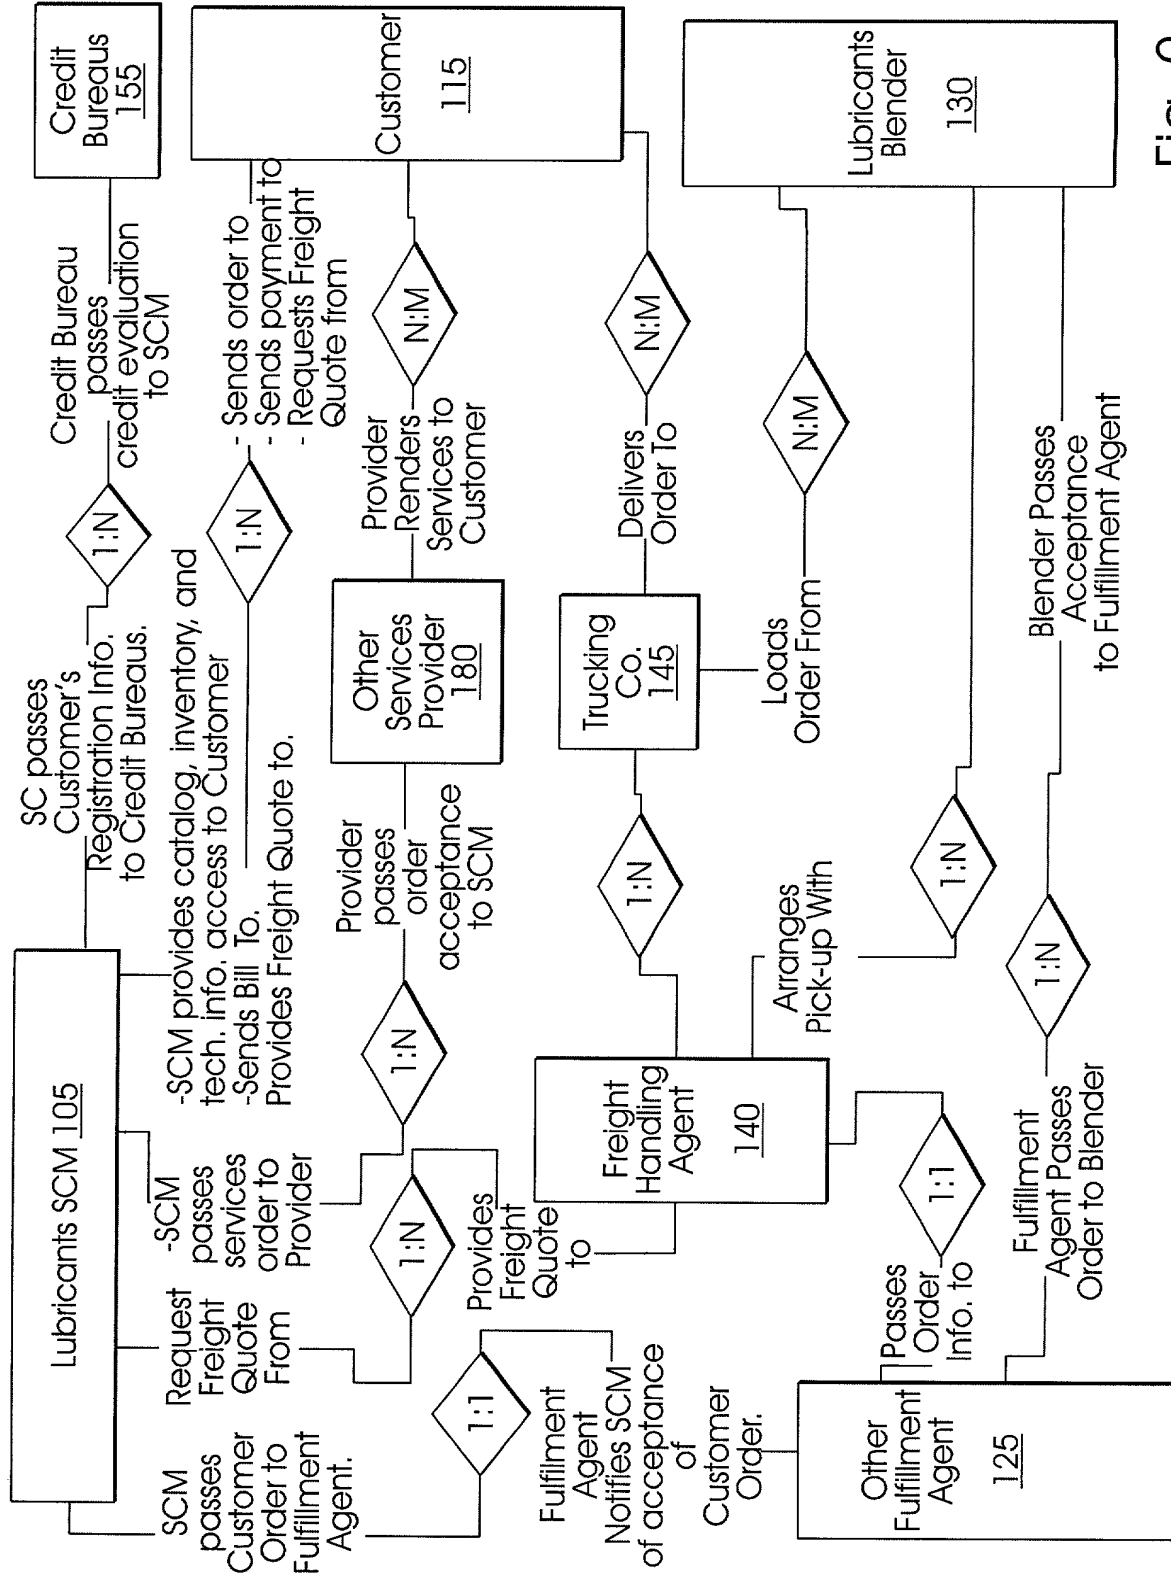 Lubricants SCM 105
SCM
passes
Customer
Order to
Fulfillment
Agent.
Request
Freight
Quote
From
-SCM
passes
services
order to
Provider
-SCM provides catalog, inventory, and
tech. info. access to Customer
-Sends Bill To.
Provides Freight Quote to.
SC passes
Customer's
Registration Info.
to Credit Bureaus.
1:N
Credit Bureau
passes
credit evaluation
to SCM
Credit
Bureaus
155
1:N
- Sends order to
- Sends payment to
- Requests Freight
Quote from
Customer
115
1:N
Provider
passes
order
acceptance
to SCM
Other
Services
Provider
180
Provider
Renders
Services to
Customer
N:M
1:N
Provides
Freight
Quote
to
1:1
Fulfilment
Agent
Notifies SCM
of acceptance
of
Customer
Order.
Freight
Handling
Agent
140
1:N
Trucking
Co.
145
Delivers
Order To
N:M
Loads
Order From
N:M
Lubricants
Blender
130
Arranges
Pick-up With
1:N
Other
Fulfillment
Agent
125
Passes
Order
Info. to
1:1
Fulfillment
Agent Passes
Order to Blender
1:N
Blender Passes
Acceptance
to Fulfillment Agent
Fig.